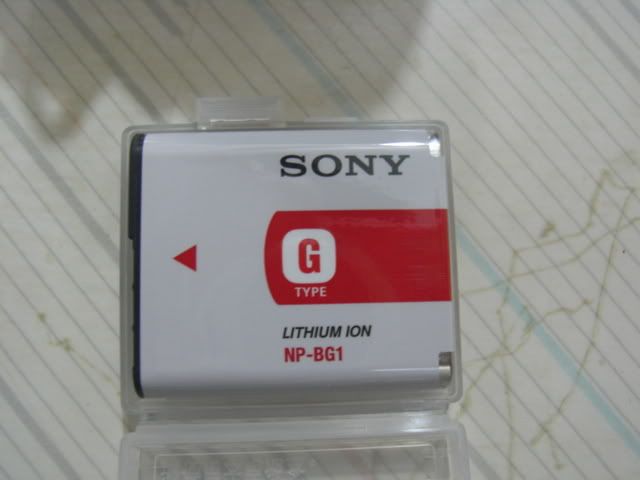 SONY
G
TYPE
LITHIUM ION
NP-BG1